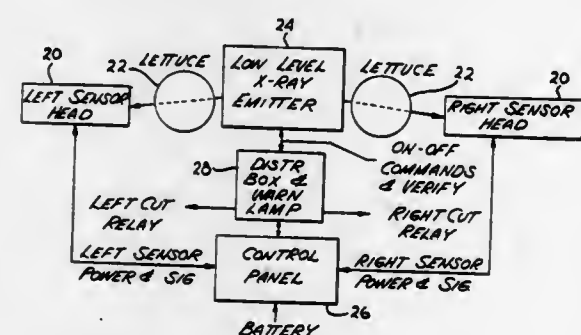 24
LETTUCE
LOW LEVEL
X-RAY
EMITTER
LETTUCE
20
22
22
20
LEFT SENSOR
HEAD
RIGHT SENSOR
HEAD
ON-OFF
COMMANDS
& VERIFY
28
DISTR
BOX &
WARN
LAMP
LEFT CUT
RELAY
RIGHT CUT
RELAY
LEFT SENSOR
POWER & SIG
CONTROL
PANEL
RIGHT SENSOR
POWER & SIG.
26
BATTERY